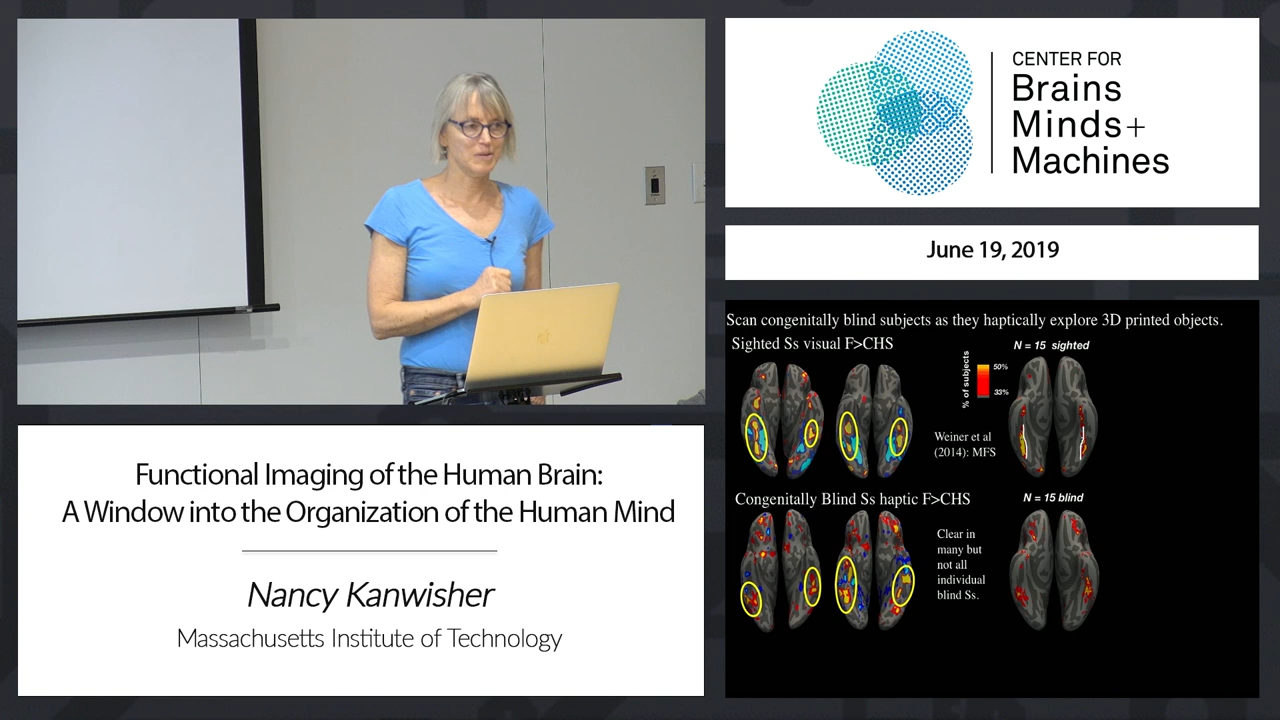 CENTER FOR
Brains
Minds+
Machines
June 19, 2019
Functional Imaging of the Human Brain:
A Window into the Organization of the Human Mind
Nancy Kanwisher
Massachusetts Institute of Technology
Scan congenitally blind subjects as they haptically explore 3D printed objects.
Sighted Ss visual F>CHS
N = 15 sighted
% of subjects
50%
33%
Weiner et al
(2014): MFS
Congenitally Blind Ss haptic F>CHS
N = 15 blind
Clear in
many but
not all
individual
blind Ss.